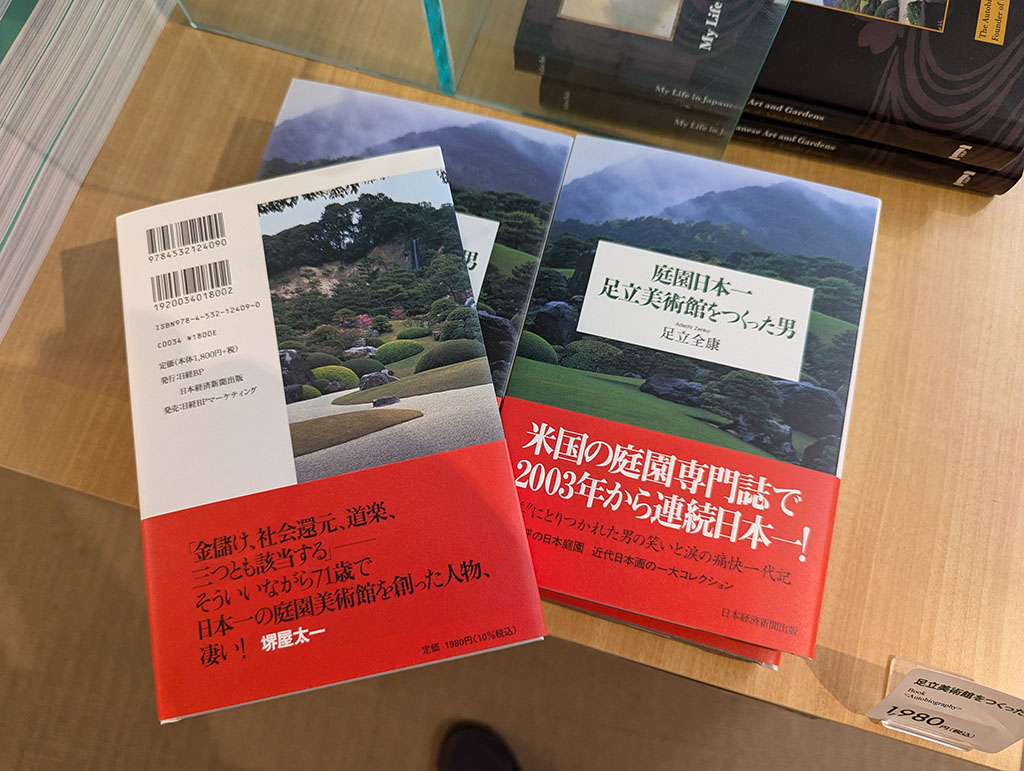 My Life
The Autob
Founder of
My Life in Japanese Art and Gardens
My Life in Japanese Art and Gardens
男
9784532124090
1920034018002
ISBN978-4-532-12409-0
C0034 ¥1800E
定価(本体1,800円+税)
発行:日経BP
日本経済新聞出版
発売:日経BPマーケティング
「金儲け、社会還元、道楽、
三つとも該当する」——
そういいながら71歳で
日本一の庭園美術館を創った人物、
凄い! 堺屋太一
定価 1980円(10%税込)
庭園日本一
足立美術館をつくった男
Adachi Zenko
足立全康
米国の庭園専門誌で
2003年から連続日本一!
"にとりつかれた男の笑いと涙の痛快一代記
の日本庭園 近代日本画の一大コレクション
日本経済新聞出版
足立美術館をつくった
Book
<Autobiography>
1,980円(税込)